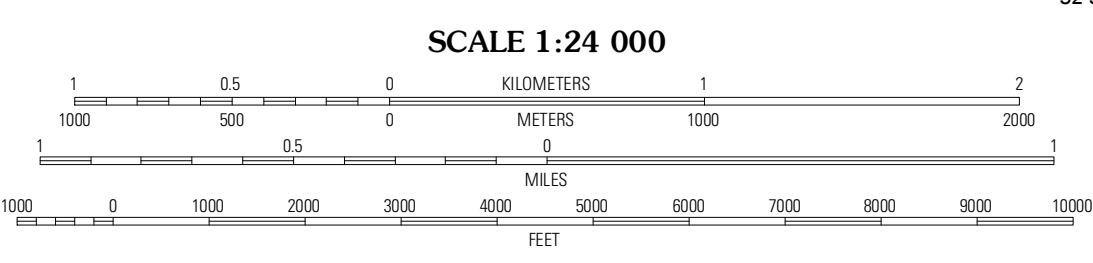 SCALE 1:24 000
1 0.5 0 KILOMETERS 1 2
1000 500 0 METERS 1000 2000
1 0.5 0 1
MILES
1000 0 1000 2000 3000 4000 5000 6000 7000 8000 9000 10000
FEET